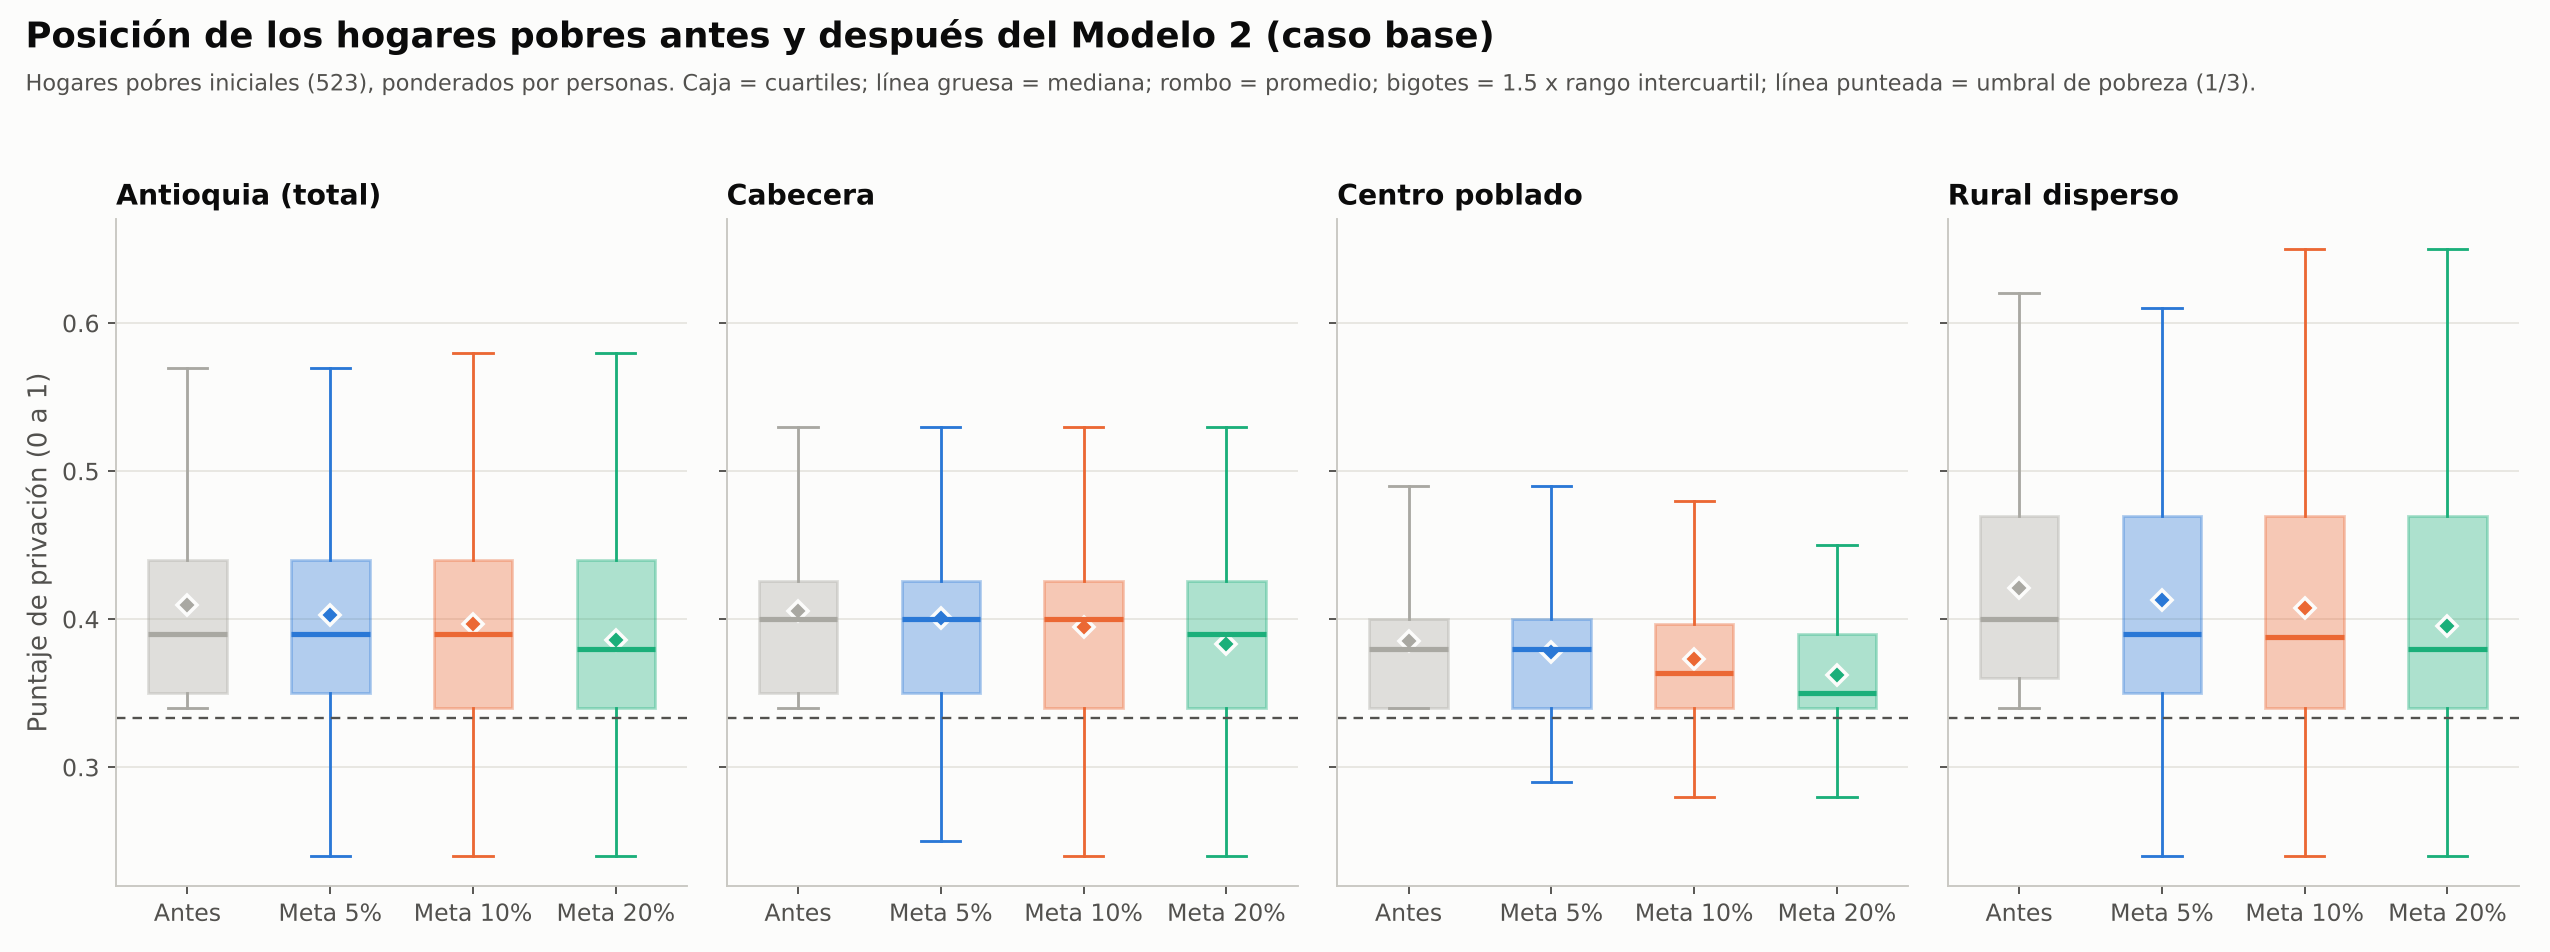 Posición de los hogares pobres antes y después del Modelo 2 (caso base)
Hogares pobres iniciales (523), ponderados por personas. Caja = cuartiles; línea gruesa = mediana; rombo = promedio; bigotes = 1.5 x rango intercuartil; línea punteada = umbral de pobreza (1/3).
Antioquia (total)
Cabecera
Centro poblado
Rural disperso
Puntaje de privación (0 a 1)
0.6
0.5
0.4
0.3
Antes Meta 5% Meta 10% Meta 20%
Antes Meta 5% Meta 10% Meta 20%
Antes Meta 5% Meta 10% Meta 20%
Antes Meta 5% Meta 10% Meta 20%